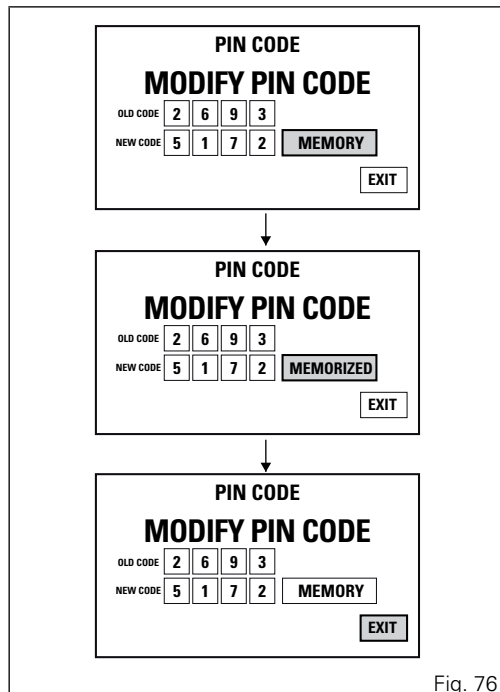 PIN CODE
MODIFY PIN CODE
OLD CODE 2 6 9 3
NEW CODE 5 1 7 2 MEMORY
EXIT
PIN CODE
MODIFY PIN CODE
OLD CODE 2 6 9 3
NEW CODE 5 1 7 2 MEMORIZED
EXIT
PIN CODE
MODIFY PIN CODE
OLD CODE 2 6 9 3
NEW CODE 5 1 7 2 MEMORY
EXIT
Fig. 76